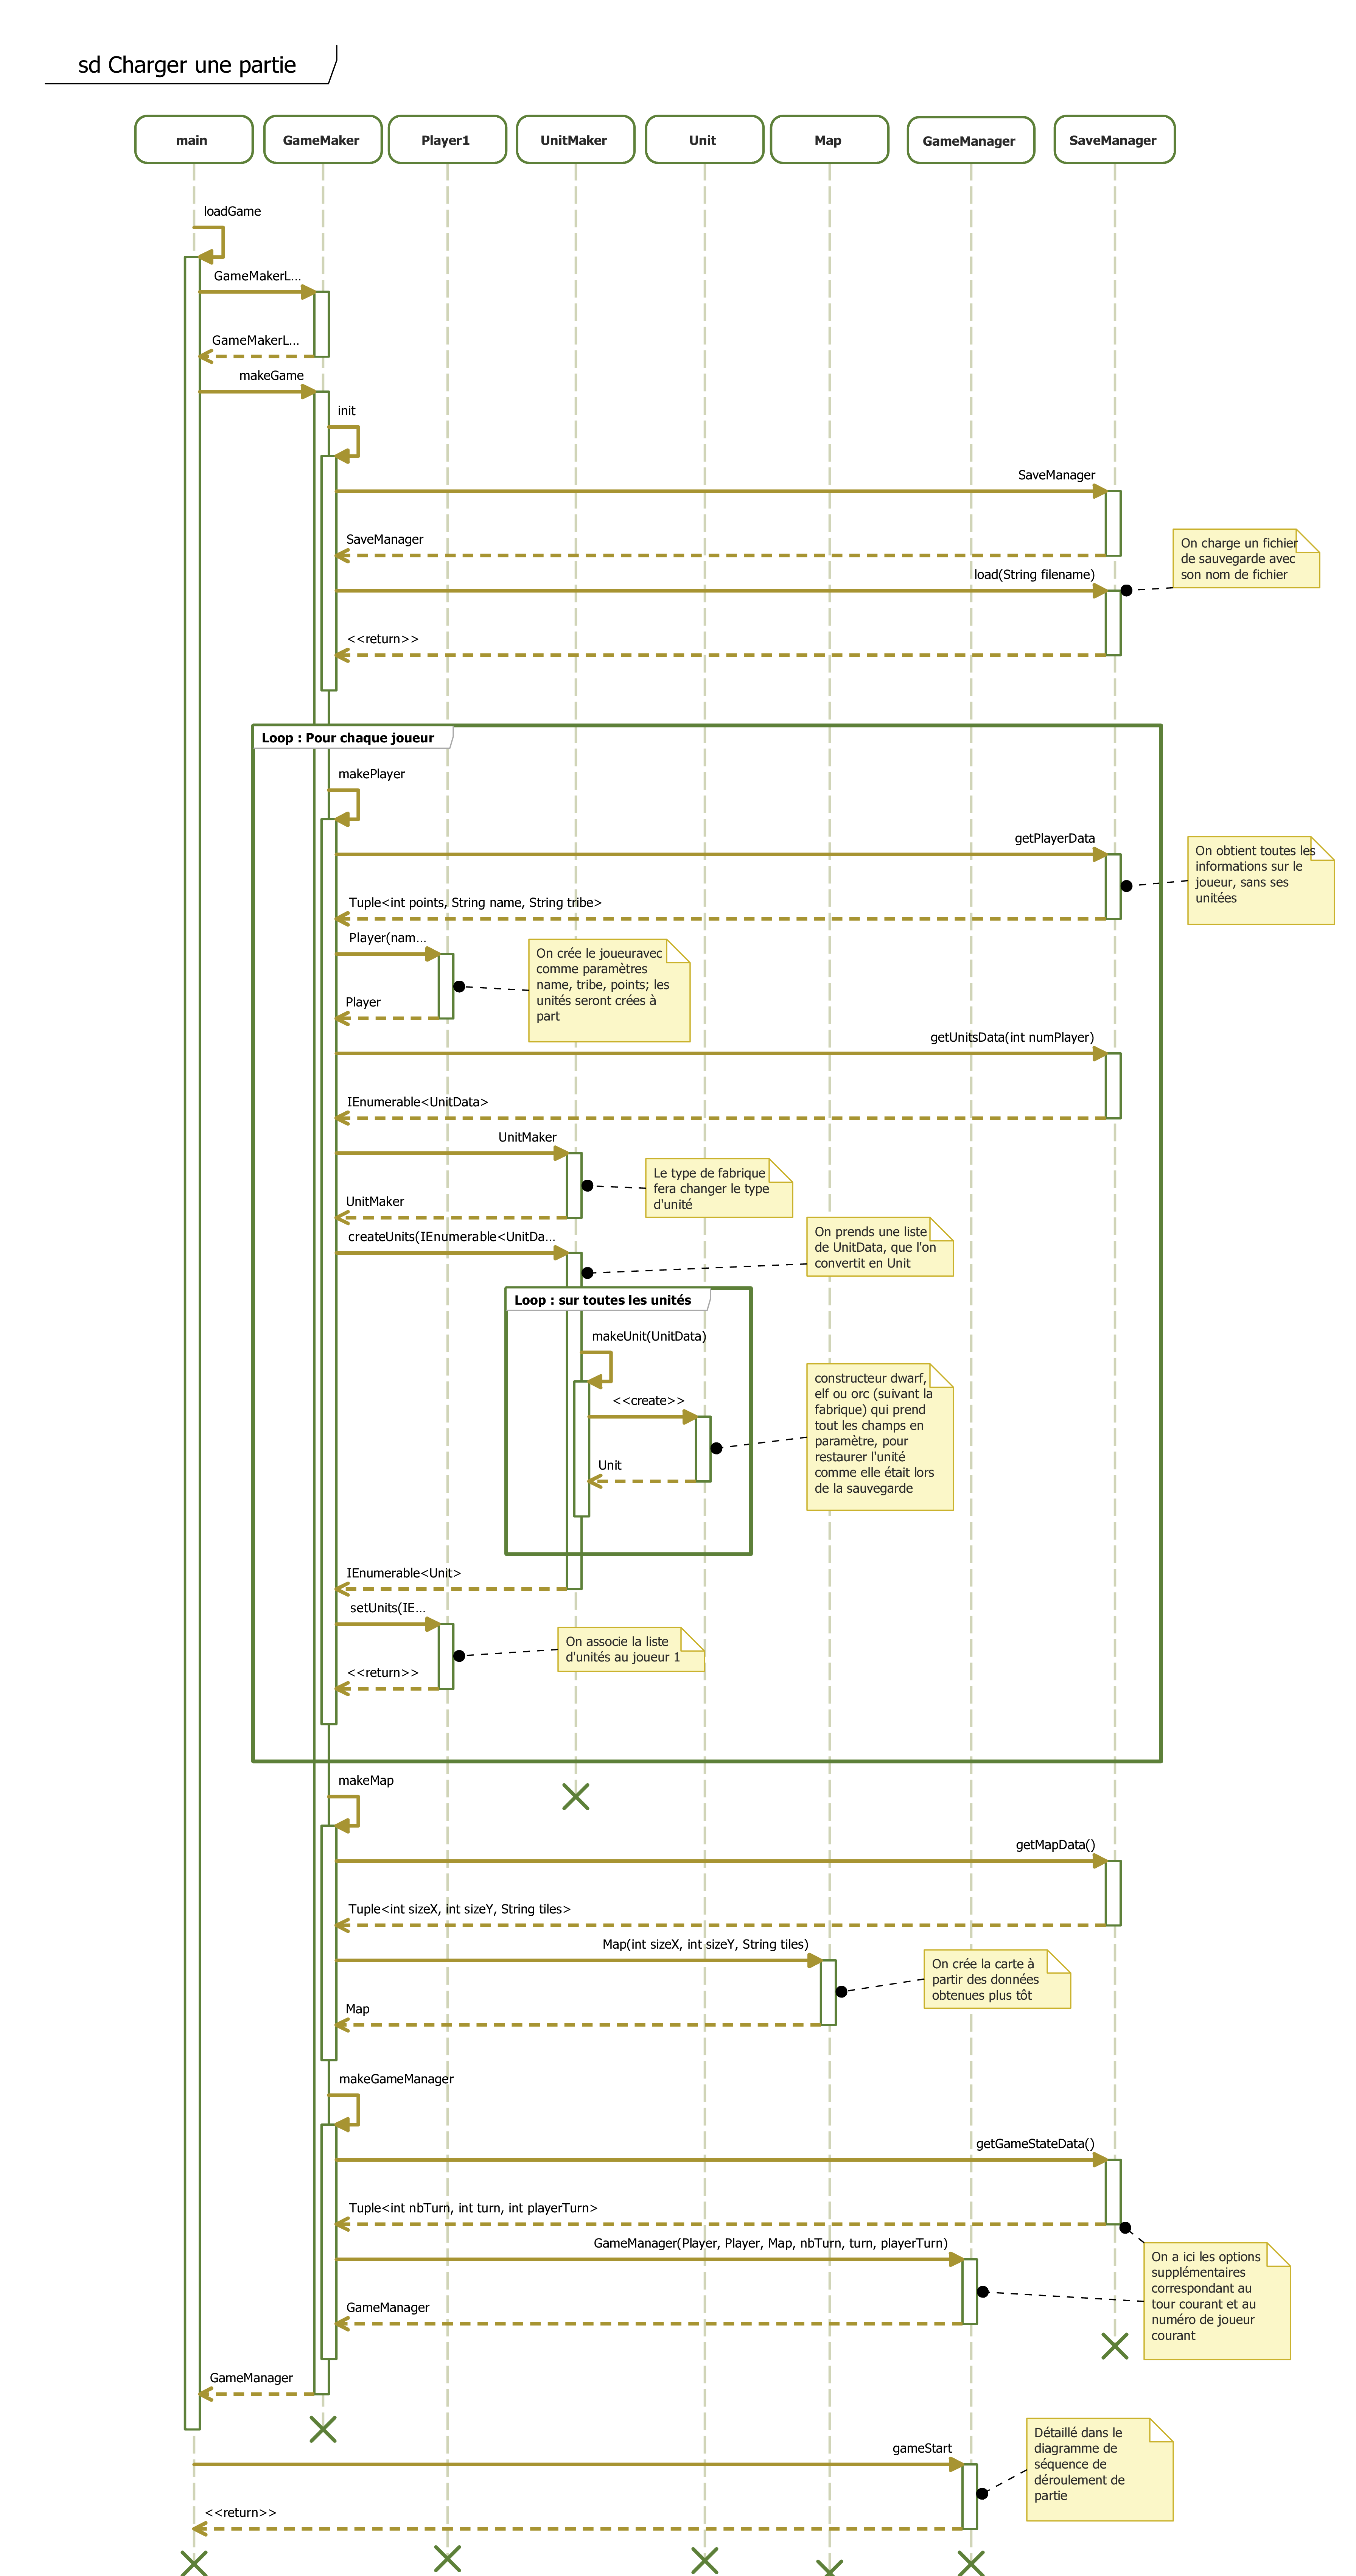 sd Charger une partie
main
GameMaker
Player1
UnitMaker
Unit
Map
GameManager
SaveManager
loadGame
GameMakerL...
GameMakerL...
makeGame
init
SaveManager
SaveManager
On charge un fichier
de sauvegarde avec
son nom de fichier
load(String filename)
<<return>>
Loop : Pour chaque joueur
makePlayer
getPlayerData
On obtient toutes les
informations sur le
joueur, sans ses
unitées
Tuple<int points, String name, String tribe>
Player(nam...
On crée le joueuravec
comme paramètres
name, tribe, points; les
unités seront crées à
part
Player
getUnitsData(int numPlayer)
IEnumerable<UnitData>
UnitMaker
Le type de fabrique
fera changer le type
d'unité
UnitMaker
On prends une liste
de UnitData, que l'on
convertit en Unit
createUnits(IEnumerable<UnitDa...
Loop : sur toutes les unités
makeUnit(UnitData)
constructeur dwarf,
elf ou orc (suivant la
fabrique) qui prend
tout les champs en
paramètre, pour
restaurer l'unité
comme elle était lors
de la sauvegarde
<<create>>
Unit
IEnumerable<Unit>
setUnits(IE...
On associe la liste
d'unités au joueur 1
<<return>>
makeMap
getMapData()
Tuple<int sizeX, int sizeY, String tiles>
Map(int sizeX, int sizeY, String tiles)
On crée la carte à
partir des données
obtenues plus tôt
Map
makeGameManager
getGameStateData()
Tuple<int nbTurn, int turn, int playerTurn>
GameManager(Player, Player, Map, nbTurn, turn, playerTurn)
On a ici les options
supplémentaires
correspondant au
tour courant et au
numéro de joueur
courant
GameManager
GameManager
gameStart
Détaillé dans le
diagramme de
séquence de
déroulement de
partie
<<return>>